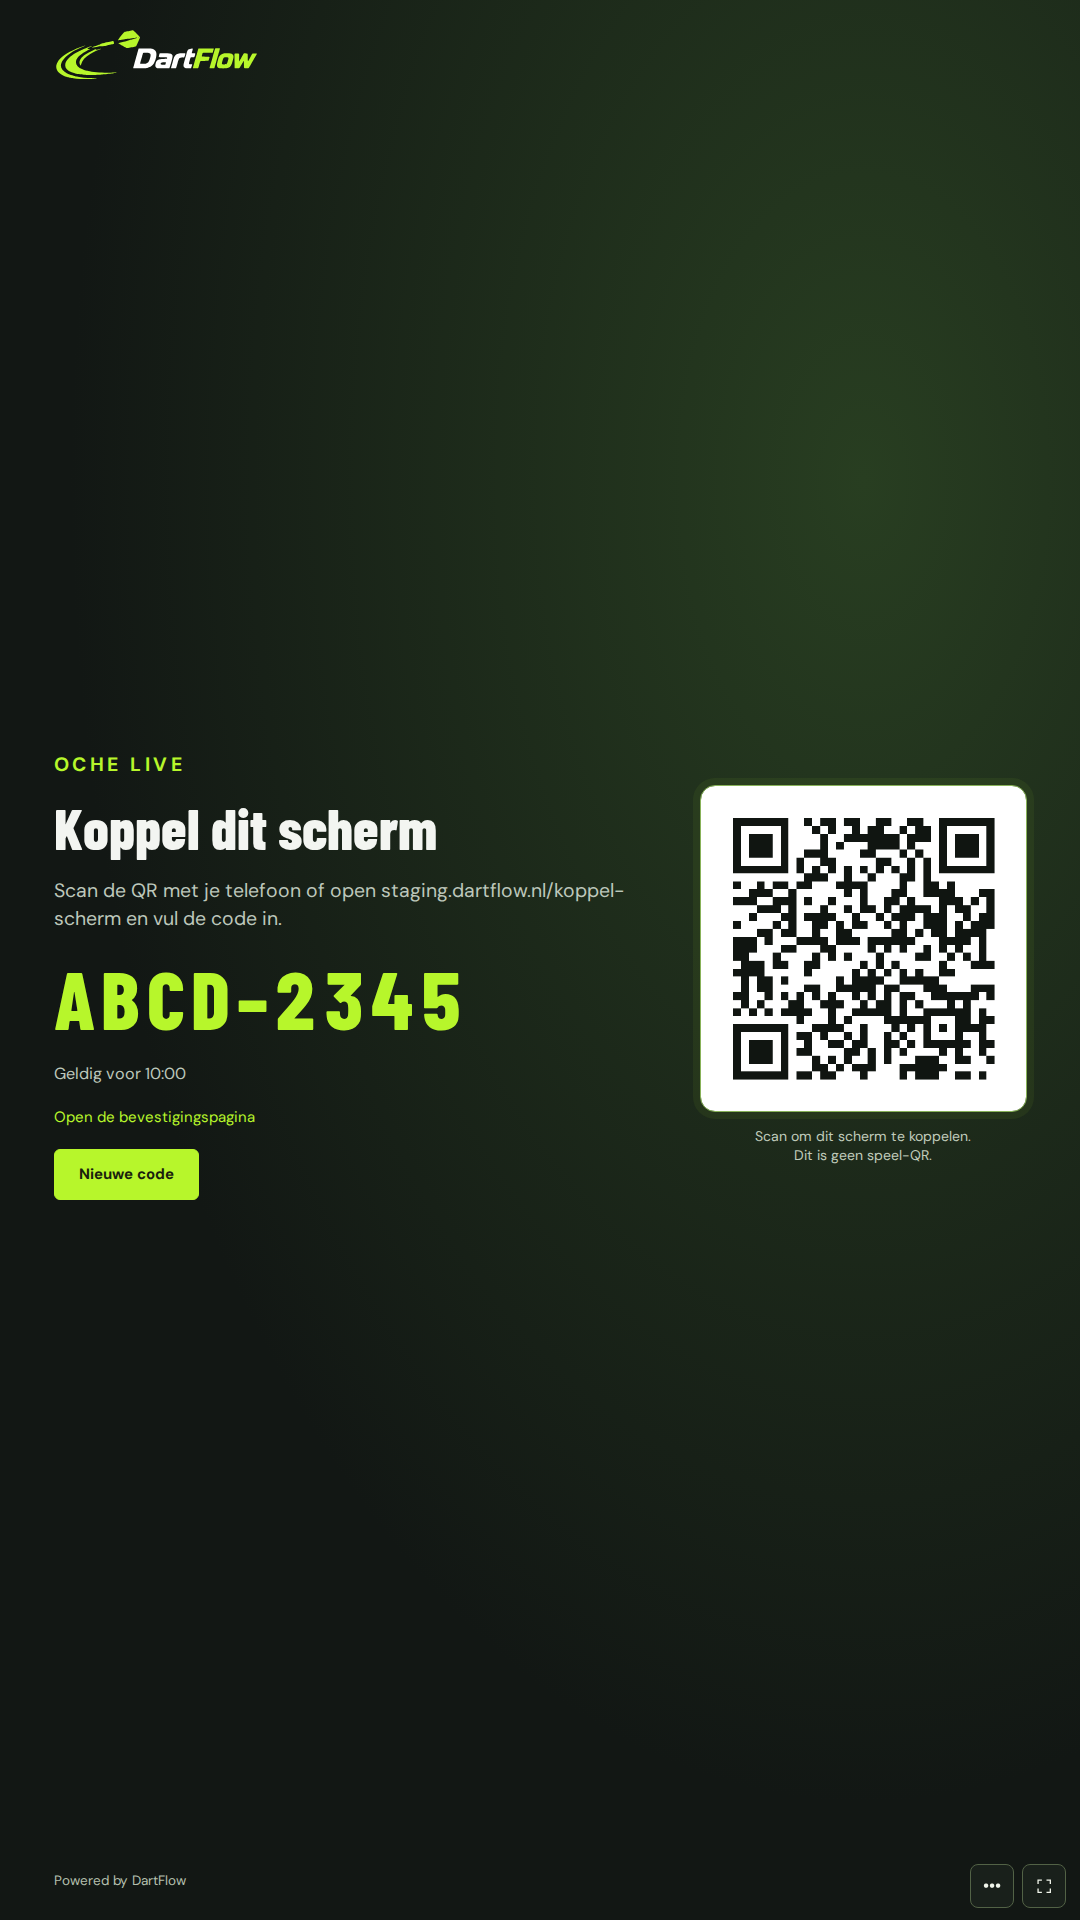 DartFlow
OCHE LIVE
Koppel dit scherm
Scan de QR met je telefoon of open staging.dartflow.nl/koppel-
scherm en vul de code in.
ABCD-2345
Geldig voor 10:00
Open de bevestigingspagina
Nieuwe code
Scan om dit scherm te koppelen.
Dit is geen speel-QR.
Powered by DartFlow